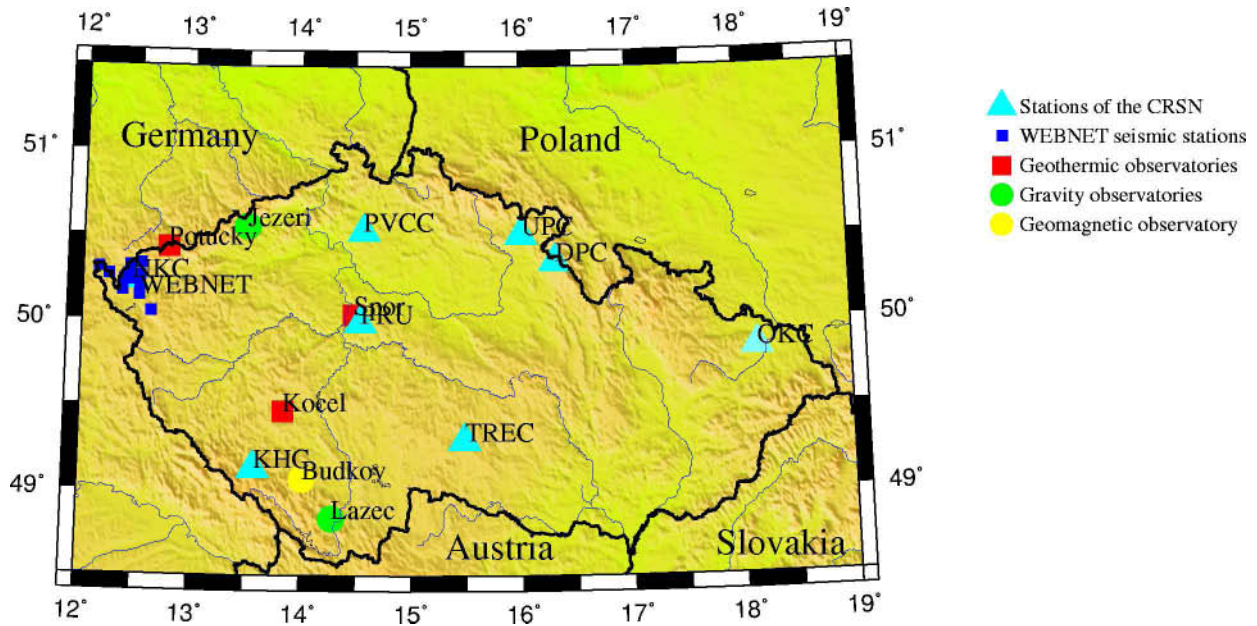 12° 13° 14° 15° 16° 17° 18° 19°
Germany
Poland
51° 51°
Jezeri
PVCC
UPC
Potucky
DPC
NKC
WEBNET
50° 50°
Spor
PRU
OKC
Kocel
TREC
KHC
Budkov
49° 49°
Lazec
Austria
Slovakia
12° 13° 14° 15° 16° 17° 18° 19°
Stations of the CRSN
WEBNET seismic stations
Geothermic observatories
Gravity observatories
Geomagnetic observatory